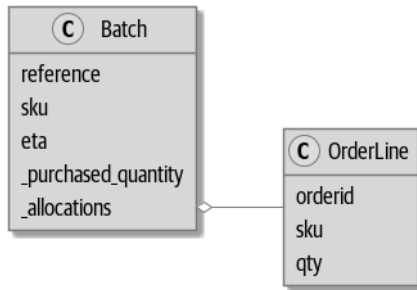 C Batch
reference
sku
eta
_purchased_quantity
_allocations
C OrderLine
orderid
sku
qty